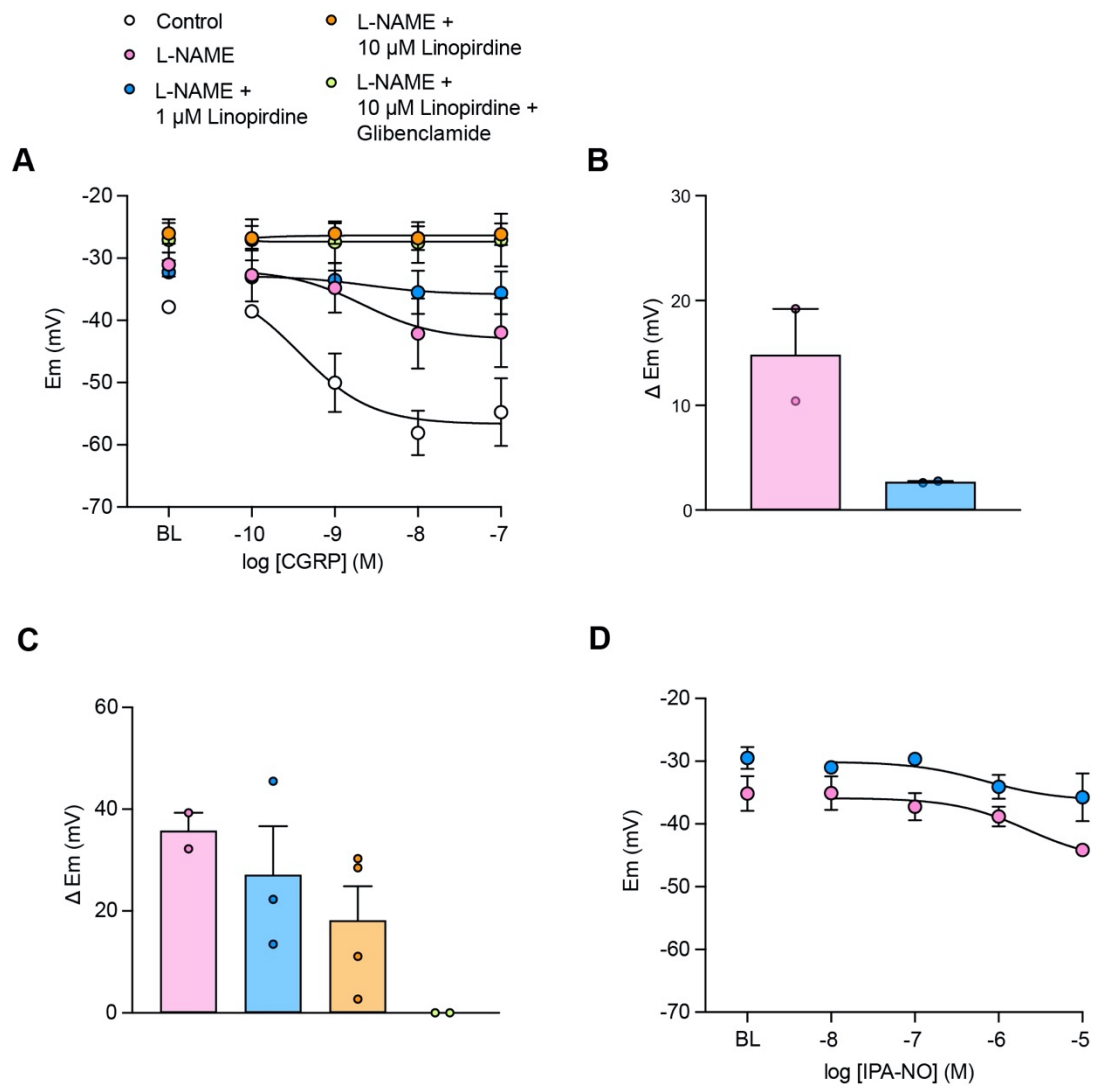 Control
L-NAME
L-NAME +
1 µM Linopirdine
L-NAME +
10 µM Linopirdine
L-NAME +
10 µM Linopirdine +
Glibenclamide
A
-20
-30
-40
-50
-60
-70
Em (mV)
BL -10 -9 -8 -7
log [CGRP] (M)
B
30
20
10
0
Δ Em (mV)
C
60
40
20
0
Δ Em (mV)
D
-20
-30
-40
-50
-60
-70
Em (mV)
BL -8 -7 -6 -5
log [IPA-NO] (M)